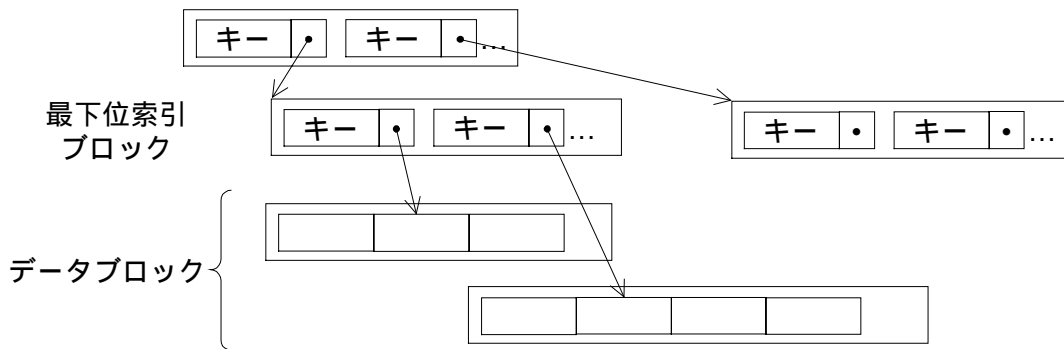 キー キー …
最下位索引
ブロック
キー キー …
キー キー …
データブロック